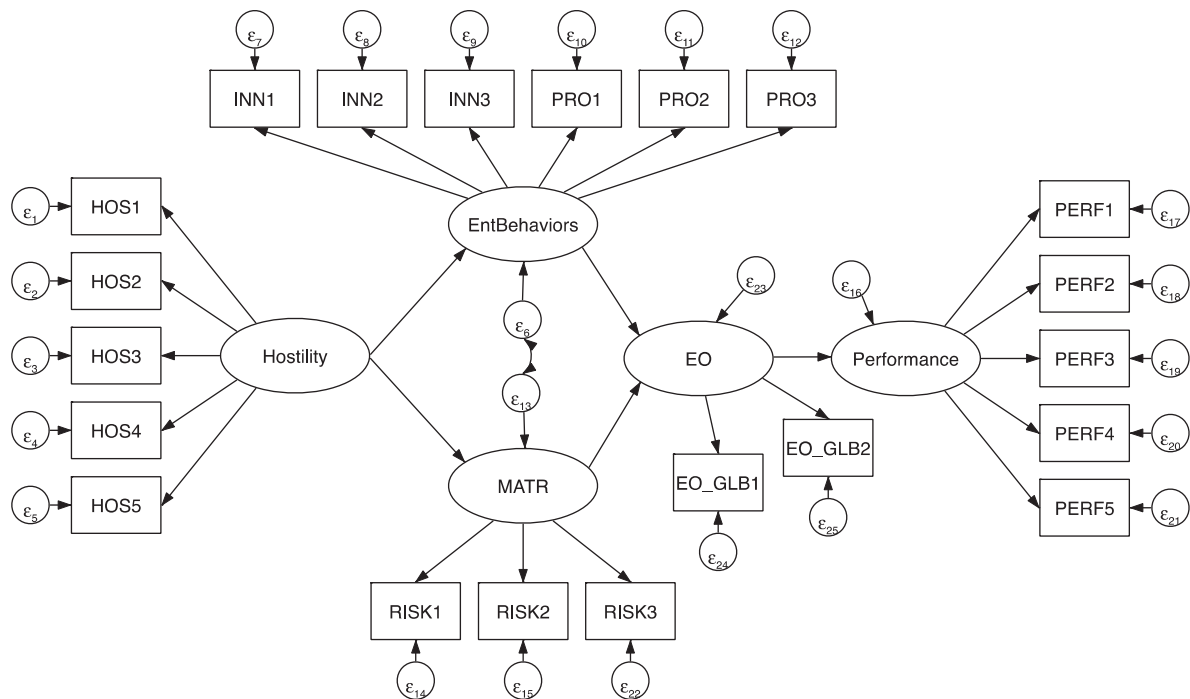 ε7 ε8 ε9 ε10 ε11 ε12
INN1 INN2 INN3 PRO1 PRO2 PRO3
ε1 HOS1
EntBehaviors
PERF1 ε17
ε2 HOS2
ε23 ε16
PERF2 ε18
ε6
ε3 HOS3
Hostility
EO
Performance
PERF3 ε19
ε13
ε4 HOS4
PERF4 ε20
EO_GLB2
EO_GLB1
MATR
ε5 HOS5
PERF5 ε21
ε25
ε24
RISK1 RISK2 RISK3
ε14 ε15 ε22